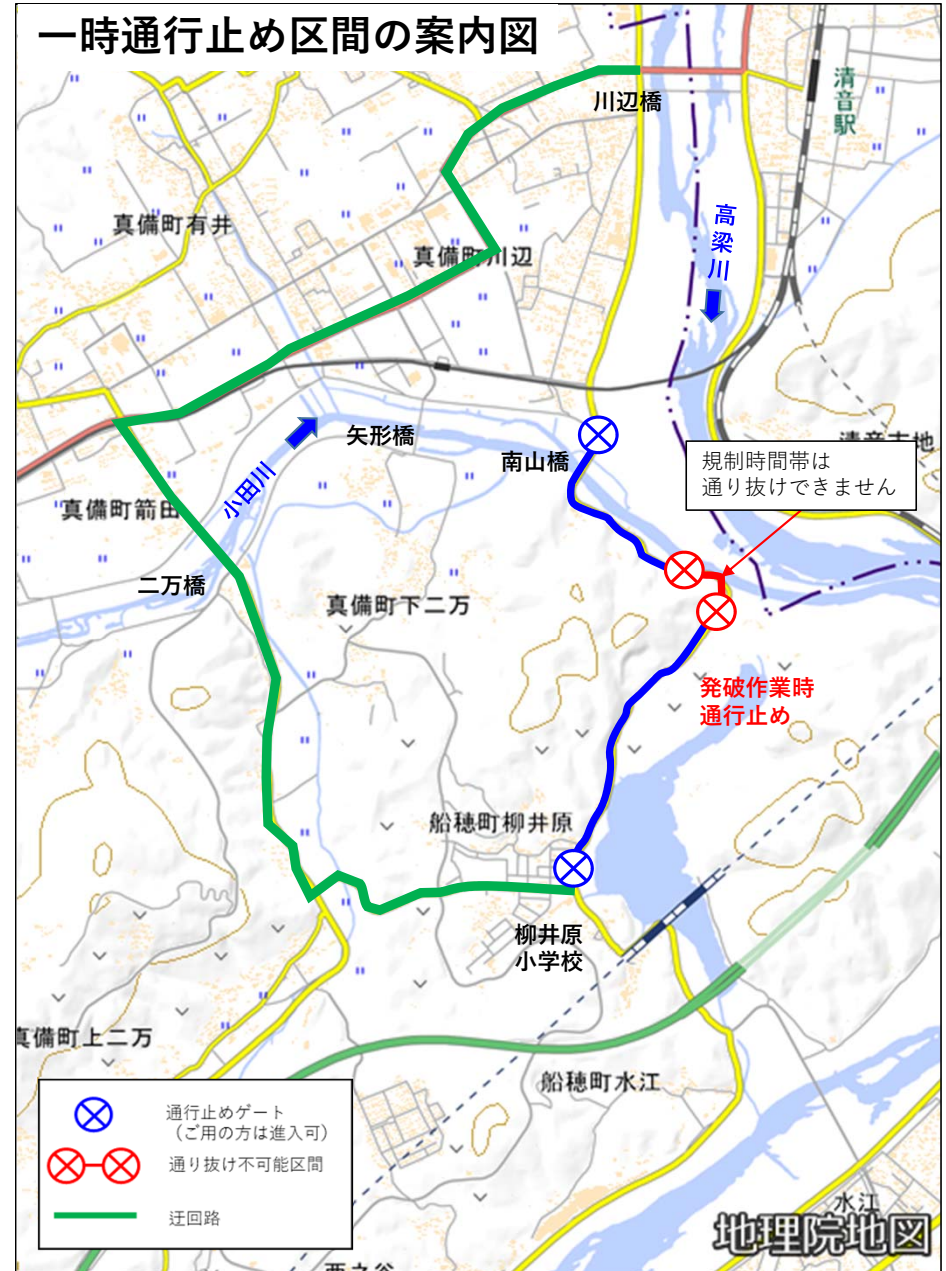 一時通行止め区間の案内図
川辺橋
清音駅
真備町有井
高梁川
真備町川辺
矢形橋
南山橋
規制時間帯は
通り抜けできません
小田川
真備町箭田
二万橋
真備町下二万
発破作業時
通行止め
船穂町柳井原
柳井原
小学校
真備町上二万
船穂町水江
通行止めゲート
（ご用の方は進入可）
通り抜け不可能区間
迂回路
水江
地理院地図